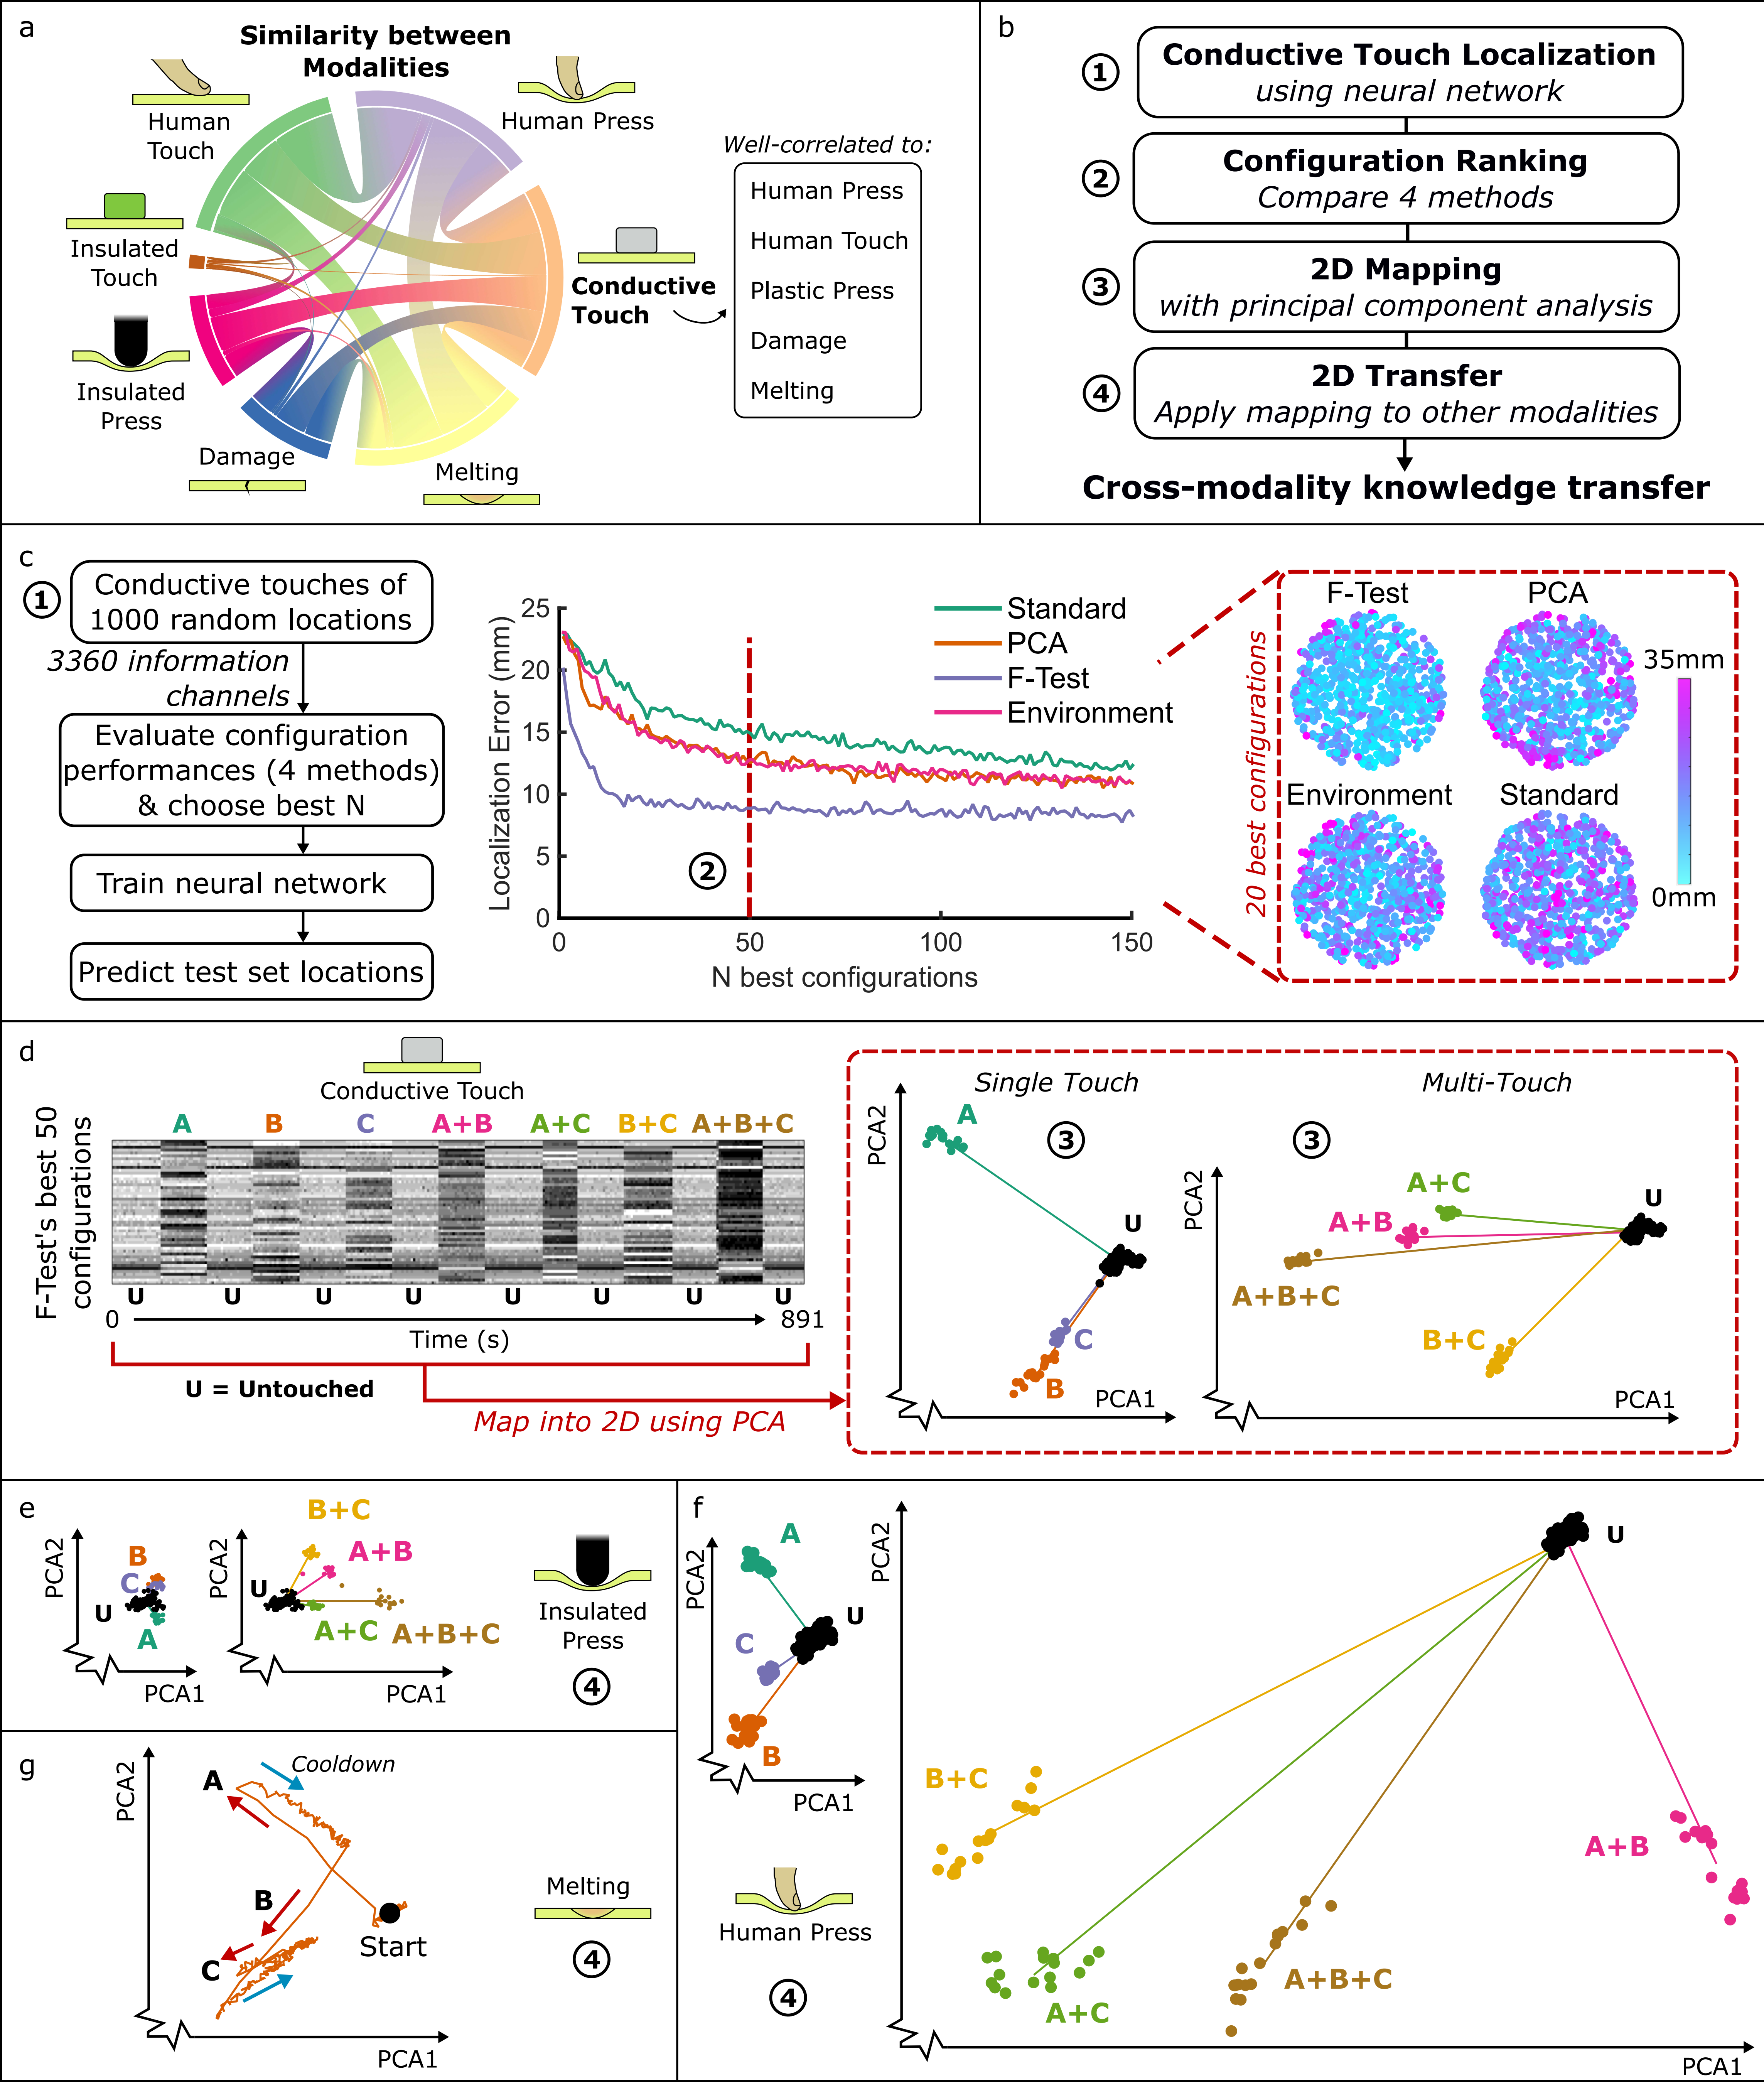 a
Similarity between
Modalities
Human
Touch
Human Press
Insulated
Touch
Insulated
Press
Damage
Melting
Conductive
Touch
Well-correlated to:
Human Press
Human Touch
Plastic Press
Damage
Melting
b
1
Conductive Touch Localization
using neural network
2
Configuration Ranking
Compare 4 methods
3
2D Mapping
with principal component analysis
4
2D Transfer
Apply mapping to other modalities
Cross-modality knowledge transfer
c
1
Conductive touches of
1000 random locations
3360 information
channels
Evaluate configuration
performances (4 methods)
& choose best N
Train neural network
Predict test set locations
Localization Error (mm)
25
20
15
10
5
0
0
50
100
150
N best configurations
2
Standard
PCA
F-Test
Environment
20 best configurations
F-Test
PCA
Environment
Standard
35mm
0mm
d
Conductive Touch
F-Test's best 50
configurations
A
B
C
A+B
A+C
B+C
A+B+C
U
U
U
U
U
U
U
U
0
891
Time (s)
U = Untouched
Map into 2D using PCA
Single Touch
3
PCA2
A
U
C
B
PCA1
Multi-Touch
3
PCA2
A+C
U
A+B
A+B+C
B+C
PCA1
e
PCA2
B
C
U
A
PCA1
PCA2
B+C
A+B
U
A+C
A+B+C
PCA1
Insulated
Press
4
f
PCA2
A
U
C
B
PCA1
Human Press
4
PCA2
U
B+C
A+B
A+C
A+B+C
PCA1
g
PCA2
A
Cooldown
B
C
Start
PCA1
Melting
4